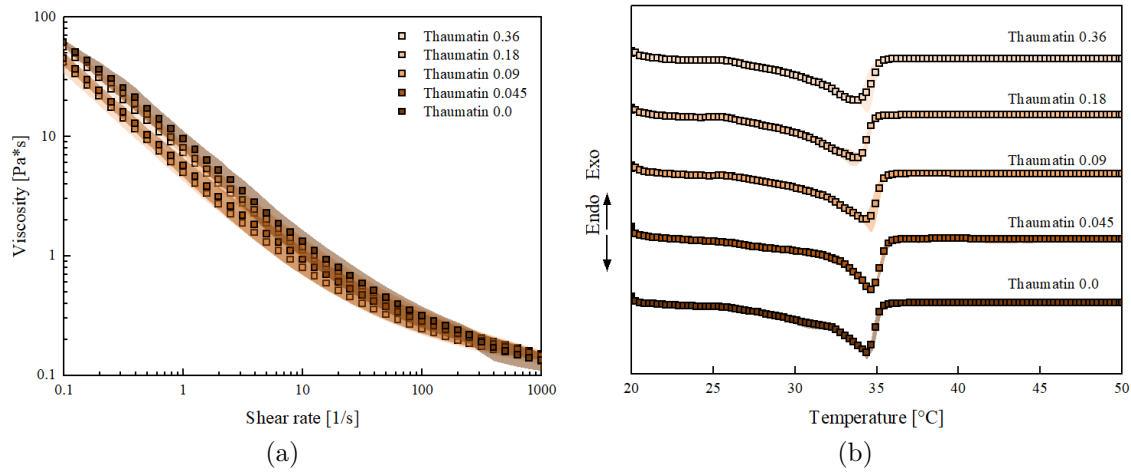 100
10
1
0.1
0.1
1
10
100
1000
Viscosity [Pa*s]
Shear rate [1/s]
Thaumatin 0.36
Thaumatin 0.18
Thaumatin 0.09
Thaumatin 0.045
Thaumatin 0.0
(a)
Endo Exo
Thaumatin 0.36
Thaumatin 0.18
Thaumatin 0.09
Thaumatin 0.045
Thaumatin 0.0
20
25
30
35
40
45
50
Temperature [°C]
(b)